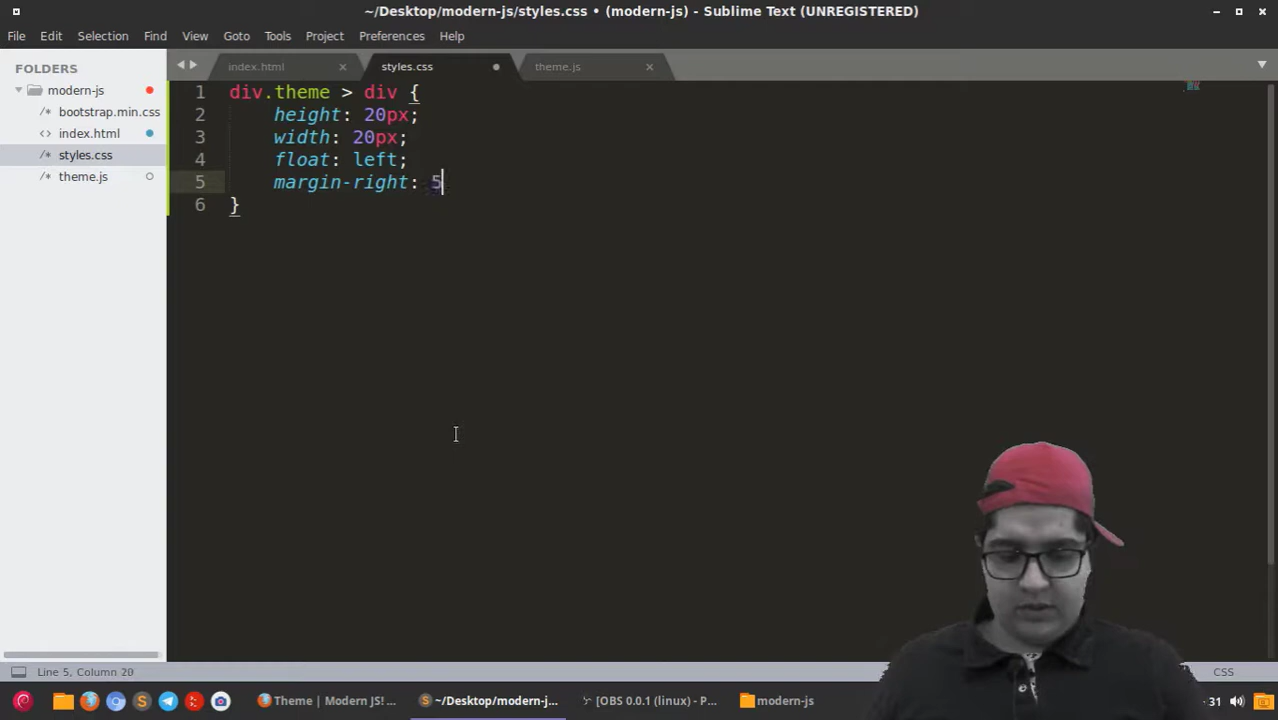 ~/Desktop/modern-js/styles.css • (modern-js) - Sublime Text (UNREGISTERED)
File Edit Selection Find View Goto Tools Project Preferences Help
FOLDERS
modern-js
/* bootstrap.min.css
<> index.html
/* styles.css
/* theme.js
index.html ×
styles.css
theme.js ×
1 div.theme > div {
2 height: 20px;
3 width: 20px;
4 float: left;
5 margin-right: 5
6 }
Line 5, Column 20
CSS
Theme | Modern JS! ...
~/Desktop/modern-j...
[OBS 0.0.1 (linux) - P...
modern-js
31